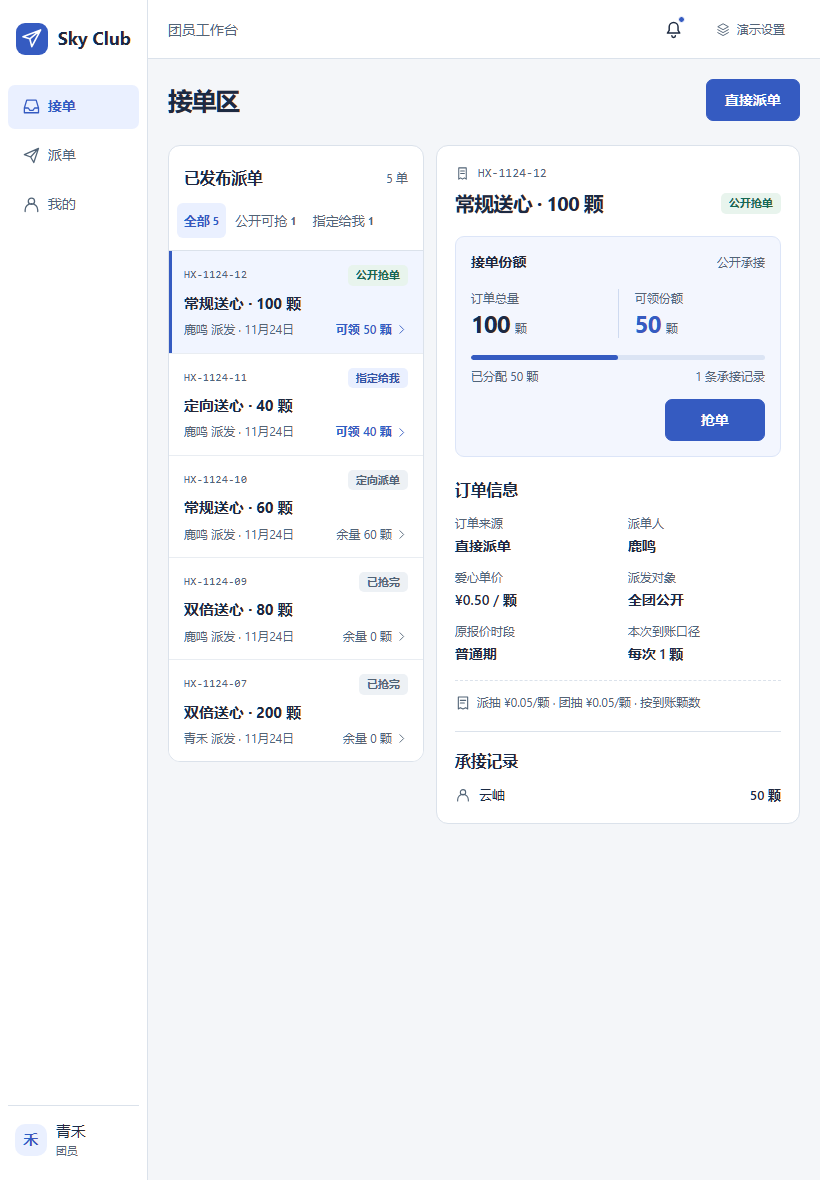 Sky Club
接单
派单
我的
禾
青禾
团员
团员工作台
演示设置
接单区
直接派单
已发布派单
5 单
全部 5
公开可抢 1
指定给我 1
HX-1124-12
公开抢单
常规送心 · 100 颗
鹿鸣 派发 · 11月24日
可领 50 颗
HX-1124-11
指定给我
定向送心 · 40 颗
鹿鸣 派发 · 11月24日
可领 40 颗
HX-1124-10
定向派单
常规送心 · 60 颗
鹿鸣 派发 · 11月24日
余量 60 颗
HX-1124-09
已抢完
双倍送心 · 80 颗
鹿鸣 派发 · 11月24日
余量 0 颗
HX-1124-07
已抢完
双倍送心 · 200 颗
青禾 派发 · 11月24日
余量 0 颗
HX-1124-12
常规送心 · 100 颗
公开抢单
接单份额
公开承接
订单总量
100 颗
可领份额
50 颗
已分配 50 颗
1 条承接记录
抢单
订单信息
订单来源
直接派单
派单人
鹿鸣
爱心单价
¥0.50 / 颗
派发对象
全团公开
原报价时段
普通期
本次到账口径
每次 1 颗
派抽 ¥0.05/颗 · 团抽 ¥0.05/颗 · 按到账颗数
承接记录
云岫
50 颗